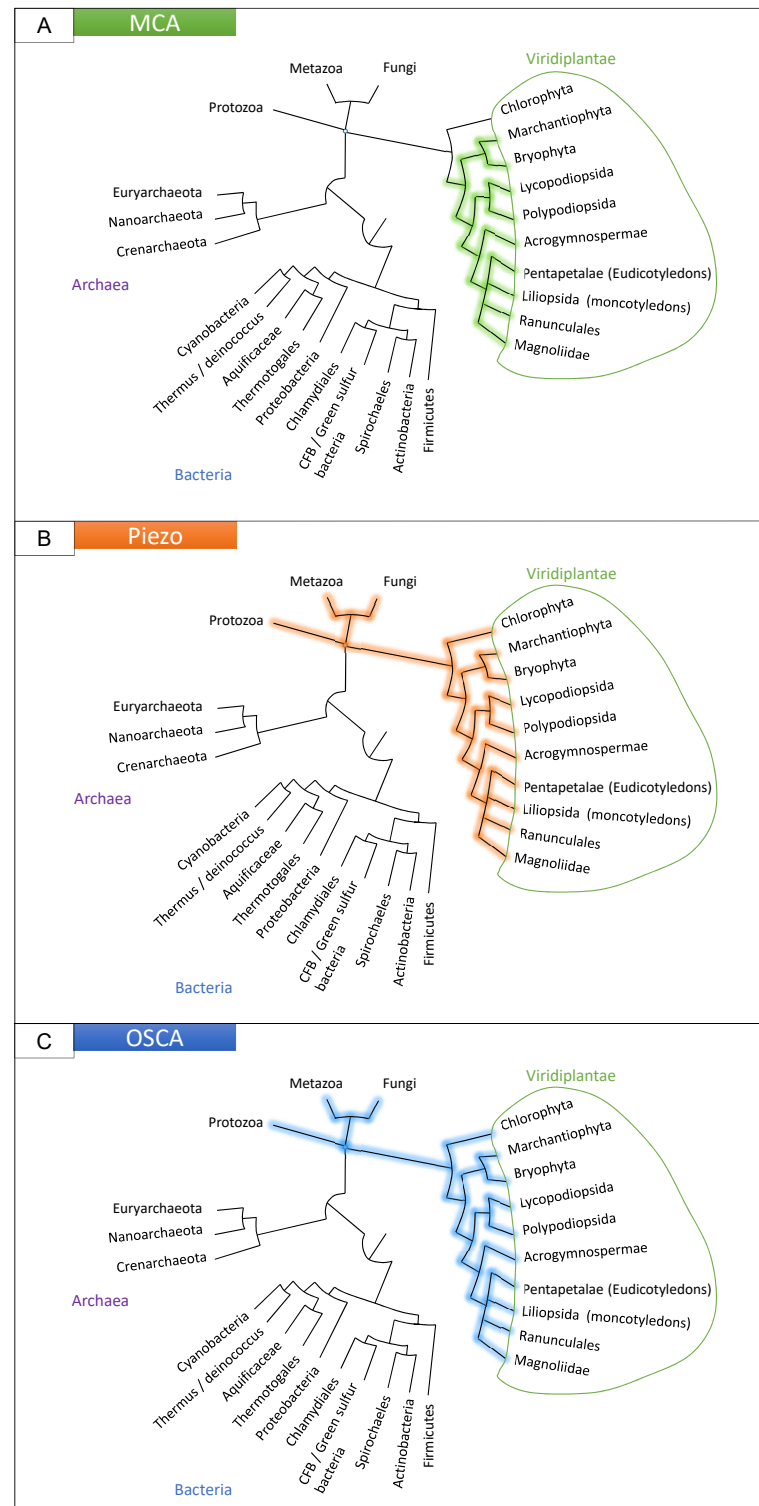 A
MCA
Viridiplantae
Metazoa
Fungi
Protozoa
Chlorophyta
Marchantiophyta
Bryophyta
Lycopodiopsida
Polypodiopsida
Acrogymnospermae
Pentapetalae (Eudicotyledons)
Liliopsida (moncotyledons)
Ranunculales
Magnoliidae
Euryarchaeota
Nanoarchaeota
Crenarchaeota
Archaea
Cyanobacteria
Thermus / deinococcus
Aquificaceae
Thermotogales
Proteobacteria
Chlamydiales
CFB / Green sulfur
bacteria
Spirochaeles
Actinobacteria
Firmicutes
Bacteria
B
Piezo
Viridiplantae
Metazoa
Fungi
Protozoa
Chlorophyta
Marchantiophyta
Bryophyta
Lycopodiopsida
Polypodiopsida
Acrogymnospermae
Pentapetalae (Eudicotyledons)
Liliopsida (moncotyledons)
Ranunculales
Magnoliidae
Euryarchaeota
Nanoarchaeota
Crenarchaeota
Archaea
Cyanobacteria
Thermus / deinococcus
Aquificaceae
Thermotogales
Proteobacteria
Chlamydiales
CFB / Green sulfur
bacteria
Spirochaeles
Actinobacteria
Firmicutes
Bacteria
C
OSCA
Viridiplantae
Metazoa
Fungi
Protozoa
Chlorophyta
Marchantiophyta
Bryophyta
Lycopodiopsida
Polypodiopsida
Acrogymnospermae
Pentapetalae (Eudicotyledons)
Liliopsida (moncotyledons)
Ranunculales
Magnoliidae
Euryarchaeota
Nanoarchaeota
Crenarchaeota
Archaea
Cyanobacteria
Thermus / deinococcus
Aquificaceae
Thermotogales
Proteobacteria
Chlamydiales
CFB / Green sulfur
bacteria
Spirochaeles
Actinobacteria
Firmicutes
Bacteria